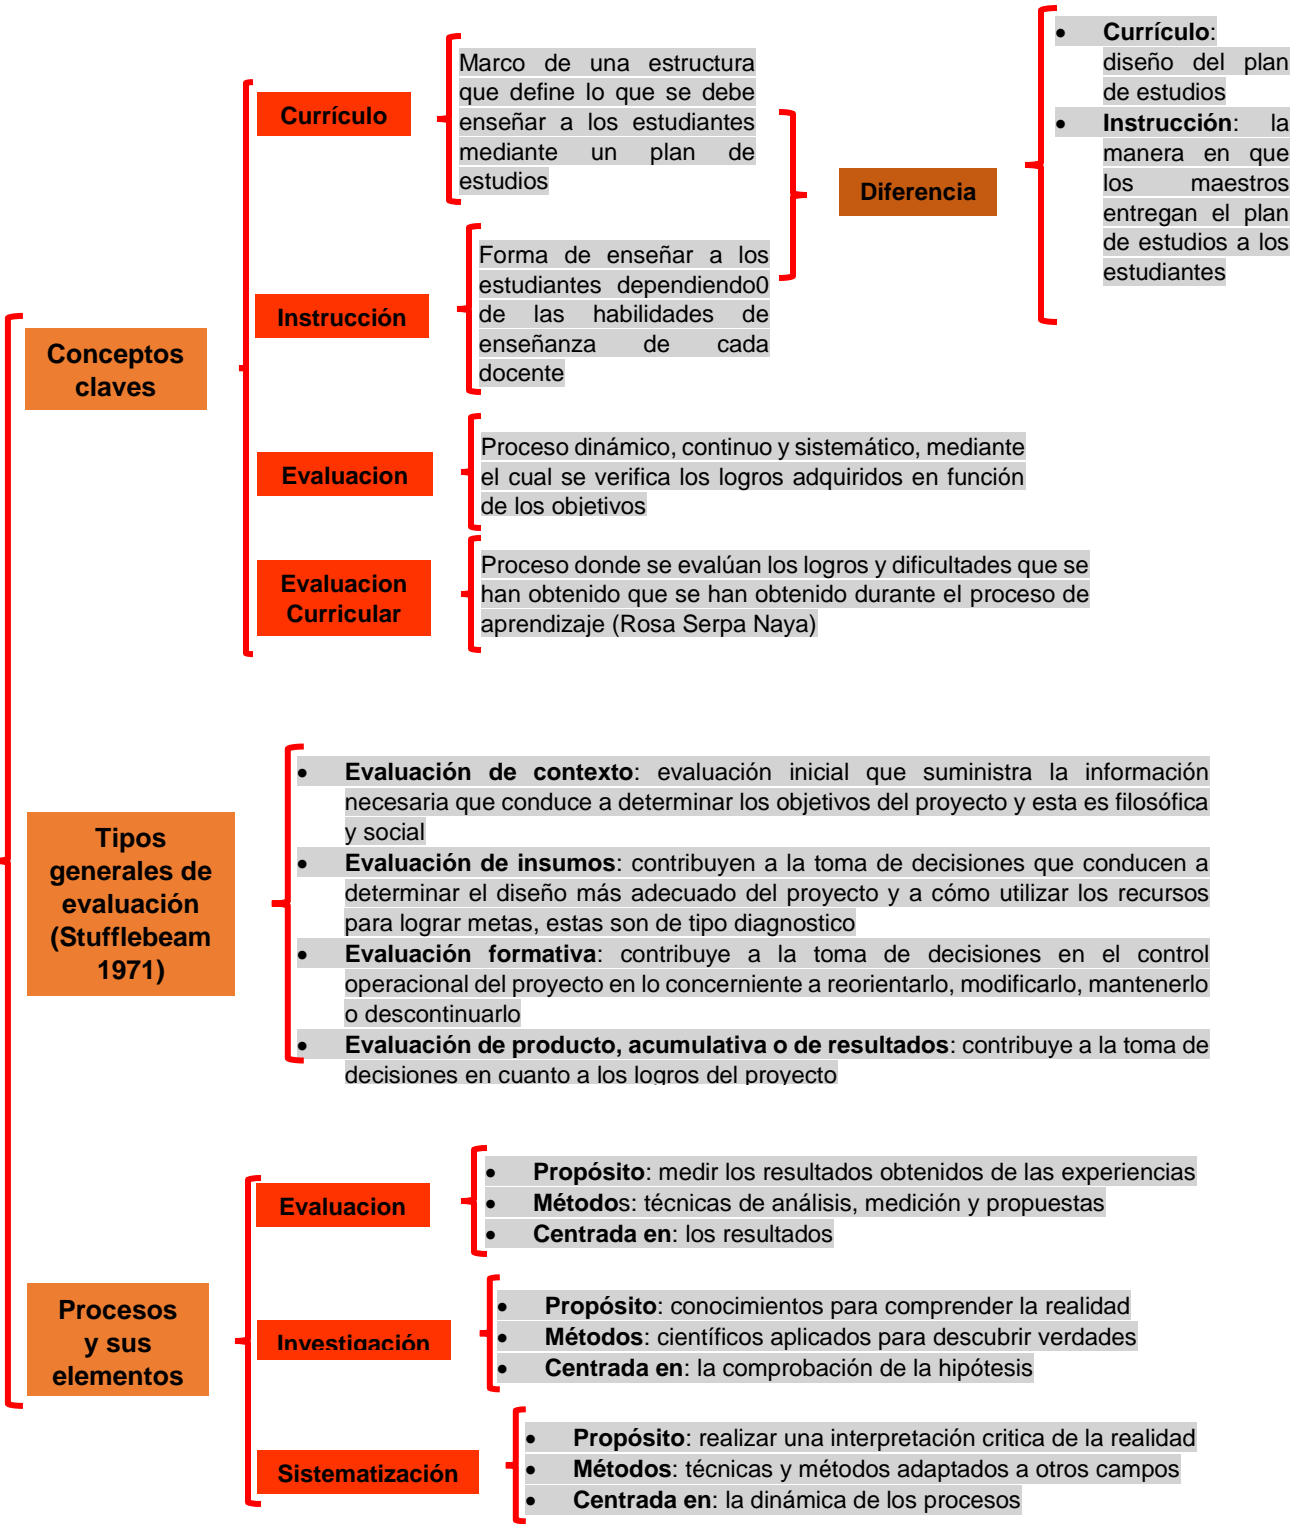 Conceptos
claves
Currículo
Marco de una estructura
que define lo que se debe
enseñar a los estudiantes
mediante un plan de
estudios
Instrucción
Forma de enseñar a los
estudiantes dependiendo0
de las habilidades de
enseñanza de cada
docente
Diferencia
• Currículo:
diseño del plan
de estudios
• Instrucción: la
manera en que
los maestros
entregan el plan
de estudios a los
estudiantes
Evaluacion
Proceso dinámico, continuo y sistemático, mediante
el cual se verifica los logros adquiridos en función
de los objetivos
Evaluacion
Curricular
Proceso donde se evalúan los logros y dificultades que se
han obtenido que se han obtenido durante el proceso de
aprendizaje (Rosa Serpa Naya)
Tipos
generales de
evaluación
(Stufflebeam
1971)
• Evaluación de contexto: evaluación inicial que suministra la información
necesaria que conduce a determinar los objetivos del proyecto y esta es filosófica
y social
• Evaluación de insumos: contribuyen a la toma de decisiones que conducen a
determinar el diseño más adecuado del proyecto y a cómo utilizar los recursos
para lograr metas, estas son de tipo diagnostico
• Evaluación formativa: contribuye a la toma de decisiones en el control
operacional del proyecto en lo concerniente a reorientarlo, modificarlo, mantenerlo
o descontinuarlo
• Evaluación de producto, acumulativa o de resultados: contribuye a la toma de
decisiones en cuanto a los logros del proyecto
Procesos
y sus
elementos
Evaluacion
• Propósito: medir los resultados obtenidos de las experiencias
• Métodos: técnicas de análisis, medición y propuestas
• Centrada en: los resultados
Investigación
• Propósito: conocimientos para comprender la realidad
• Métodos: científicos aplicados para descubrir verdades
• Centrada en: la comprobación de la hipótesis
Sistematización
• Propósito: realizar una interpretación critica de la realidad
• Métodos: técnicas y métodos adaptados a otros campos
• Centrada en: la dinámica de los procesos